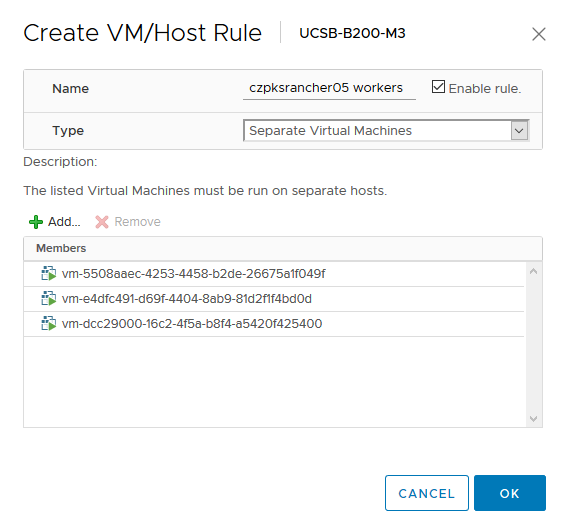 Create VM/Host Rule | UCSB-B200-M3
Name czpksrancher05 workers Enable rule.
Type Separate Virtual Machines
Description:
The listed Virtual Machines must be run on separate hosts.
Add... Remove
Members
vm-5508aaec-4253-4458-b2de-26675a1f049f
vm-e4dfc491-d69f-4404-8ab9-81d2f1f4bd0d
vm-dcc29000-16c2-4f5a-b8f4-a5420f425400
CANCEL OK